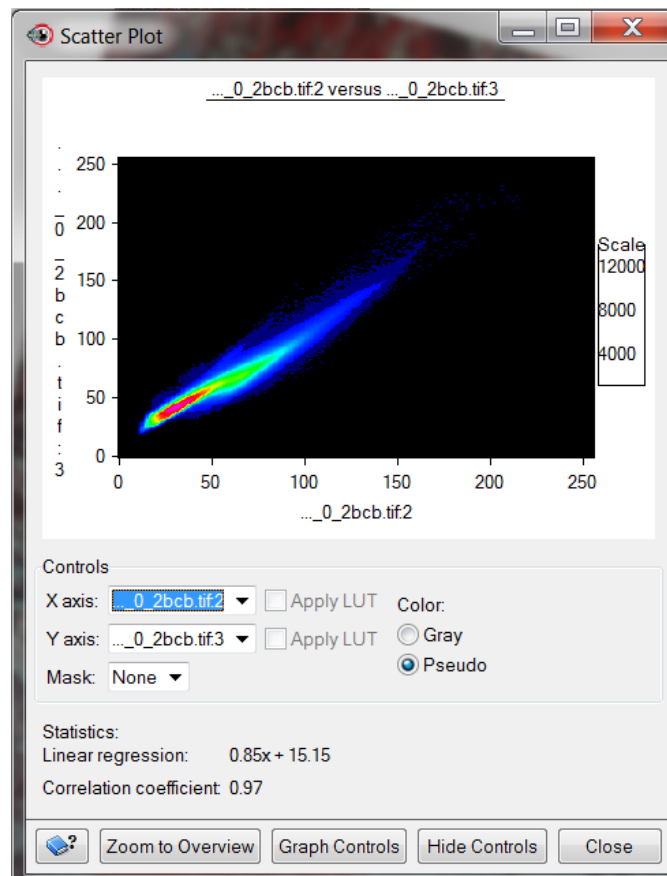 Scatter Plot
..._0_2bcb.tif:2 versus ..._0_2bcb.tif:3
..._0_2bcb.tif:3
250
200
150
100
50
0
0 50 100 150 200 250
..._0_2bcb.tif:2
Scale
12000
8000
4000
Controls
X axis: ..._0_2bcb.tif:2 Apply LUT Color:
Gray
Y axis: ..._0_2bcb.tif:3 Apply LUT
Pseudo
Mask: None
Statistics:
Linear regression: 0.85x + 15.15
Correlation coefficient: 0.97
? Zoom to Overview Graph Controls Hide Controls Close